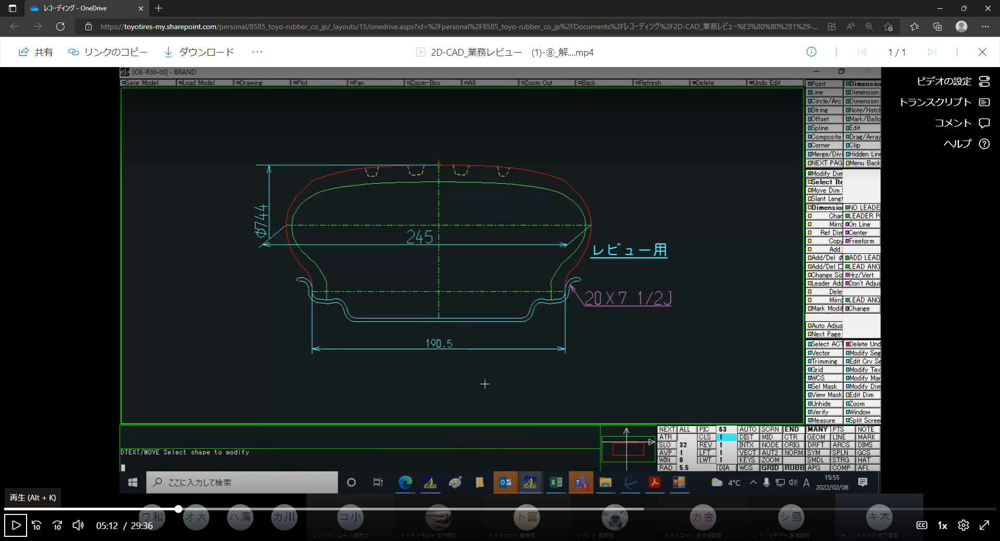 レコーディング - OneDrive
https://toyotires-my.sharepoint.com/personal/8585_toyo-rubber_co_jp/_layouts/15/onedrive.aspx?id=%2Fpersonal%2F8585_toyo-rubber_co_jp%2FDocuments%2Fレコーディング%2F2D-CAD_業務レビュー%E3%80%80%281%29-...
共有 リンクのコピー ダウンロード ...
2D-CAD_業務レビュー (1)-⑧_解....mp4
1 / 1
ビデオの設定
トランスクリプト
コメント
ヘルプ
[OE-R30-05] - BRAND
Save Model Load Model Drawing Plot Pan Zoom-Box All Zoom Out Back Refresh Delete Undo Edit
Point Dimension
Line Dimension
Circle/Arc Dimension
String Note/Hatch
Offset Mark/Ballo
Spline Edit
Composite Drag/Array
Corner Clip
Merge/Divi Hidden Line
NEXT PAG Menu Back
Modify Dim
Select Ite
Move Dim
Slant Lengt
Dimension NO LEADE
Char LEADER P
Mirro On Line
Ref Dim Center
Copy Freeform
Add
Add/Del φ ADD LEAD
Add/Del □ LEAD ANG
Change Siz Hrz/Vert
Leader Add Don't Adjus
Dele
Mirro LEAD ANG
Mark Modif Change
Auto Adjus
Next Page
Select ACT Delete Und
Vector Modify Seg
Trimming Edit Crv Se
Grid Modify Tex
WCS Modify Mar
Sel Mask Modify Dim
View Mask Edit Dim
Unhide Zoom
Verify Window
Measure Split Scree
φ744
245
レビュー用
20X7 1/2J
190.5
DTEXT/MOVE Select shape to modify
NEXT ALL PIC 63 AUTO SCRN END MANY PTS NOTE
ATR CLS 1 DIST MID CTR GEOM LINE MARK
SLO 32 REV 1 INTX NODE ORIG DRFT ARCS DIMS
AVP 1 LFT 1 VECT AUT2 NORM SYM SPLN GCS
WIN 0 LWT 1 KEYS ZOOM SMDL STRG HAT
RAD 5.5 DIA WCS GRID RUBB APG COMP AFL
ここに入力して検索
4℃
A
15:55
2022/02/08
再生 (Alt + K)
ワ和 オ大 ハ濱 カ川 コ小 ト富 カ金 シ島 キ木
05:12 / 29:36
10 10
CC 1x